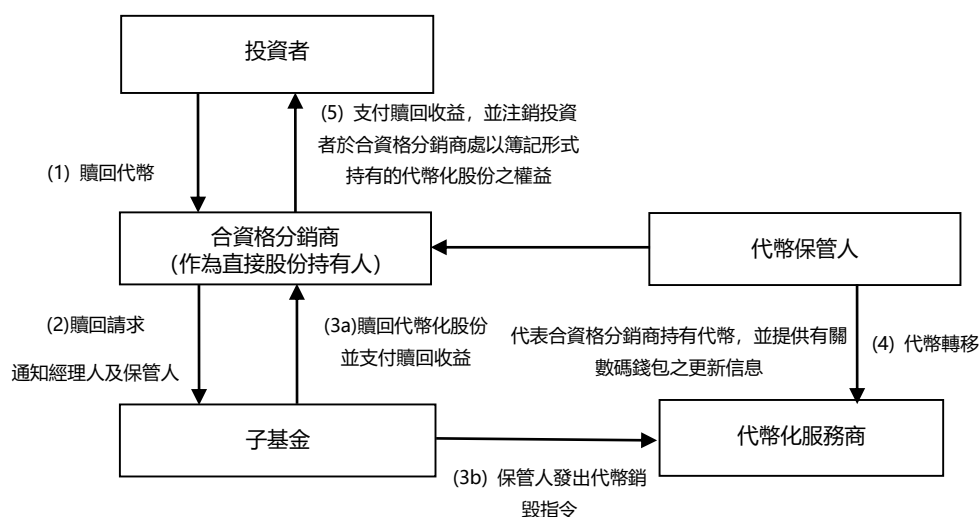 投資者
(5) 支付贖回收益，並注銷投資
者於合資格分銷商處以簿記形式
持有的代幣化股份之權益
(1) 贖回代幣
合資格分銷商
（作為直接股份持有人）
代幣保管人
(2)贖回請求
通知經理人及保管人
(3a)贖回代幣化股份
並支付贖回收益
代表合資格分銷商持有代幣，並提供有關
數碼錢包之更新信息
(4) 代幣轉移
子基金
代幣化服務商
(3b) 保管人發出代幣銷
毀指令